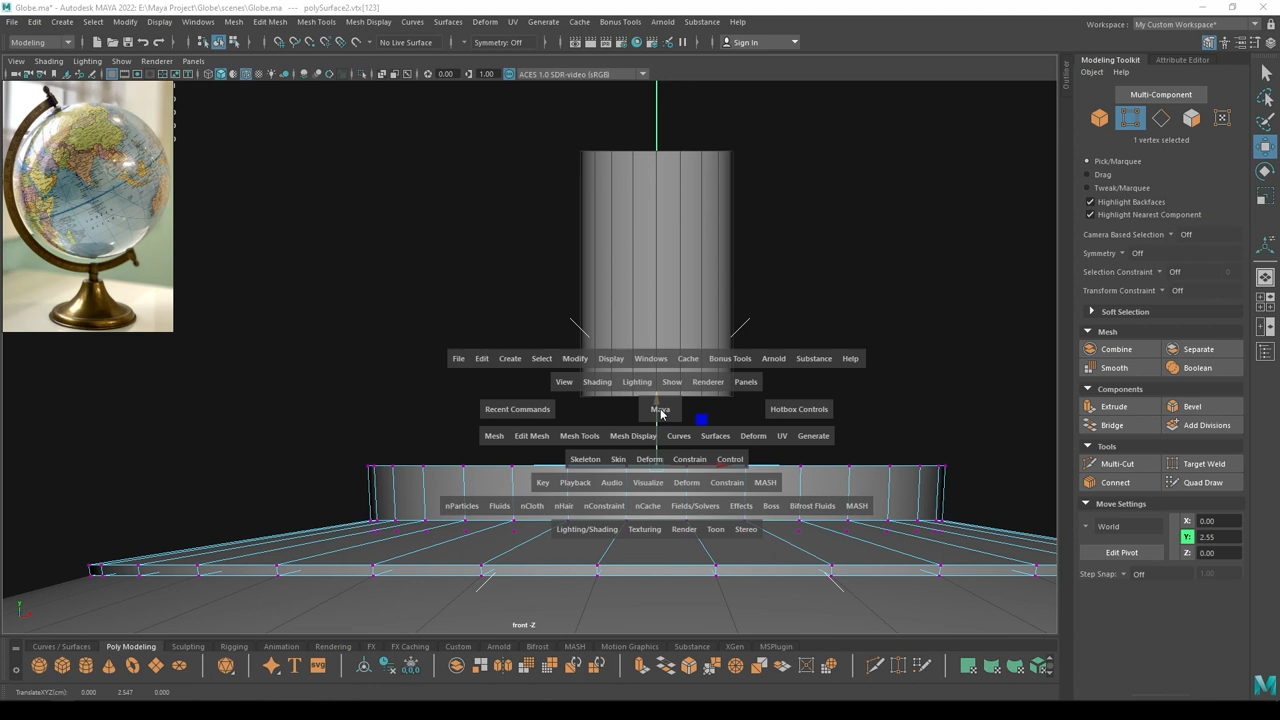 Globe.ma* - Autodesk MAYA 2022: E:\Maya Project\Globe\scenes\Globe.ma --- polySurface2.vtx[123]
File Edit Create Select Modify Display Windows Mesh Edit Mesh Mesh Tools Mesh Display Curves Surfaces Deform UV Generate Cache Bonus Tools Arnold Substance Help
Workspace : My Custom Workspace*
Modeling No Live Surface Symmetry: Off Sign In
View Shading Lighting Show Renderer Panels
0.00 1.00 ACES 1.0 SDR-video (sRGB)
Outliner
Modeling Toolkit Attribute Editor
Object Help
Multi-Component
1 vertex selected
Pick/Marquee
Drag
Tweak/Marquee
Highlight Backfaces
Highlight Nearest Component
Camera Based Selection Off
Symmetry Off
Selection Constraint Off 0
Transform Constraint Off
Soft Selection
Mesh
Combine Separate
Smooth Boolean
Components
Extrude Bevel
Bridge Add Divisions
Tools
Multi-Cut Target Weld
Connect Quad Draw
Move Settings
World X: 0.00
Y: 2.55
Edit Pivot Z: 0.00
Step Snap: Off 1.00
File Edit Create Select Modify Display Windows Cache Bonus Tools Arnold Substance Help
View Shading Lighting Show Renderer Panels
Recent Commands Maya Hotbox Controls
Mesh Edit Mesh Mesh Tools Mesh Display Curves Surfaces Deform UV Generate
Skeleton Skin Deform Constrain Control
Key Playback Audio Visualize Deform Constrain MASH
nParticles Fluids nCloth nHair nConstraint nCache Fields/Solvers Effects Boss Bifrost Fluids MASH
Lighting/Shading Texturing Render Toon Stereo
front -Z
Curves / Surfaces Poly Modeling Sculpting Rigging Animation Rendering FX FX Caching Custom Arnold Bifrost MASH Motion Graphics Substance XGen MSPlugin
T SVG 0,0,0
TranslateXYZ(cm): 0.000 2.547 0.000